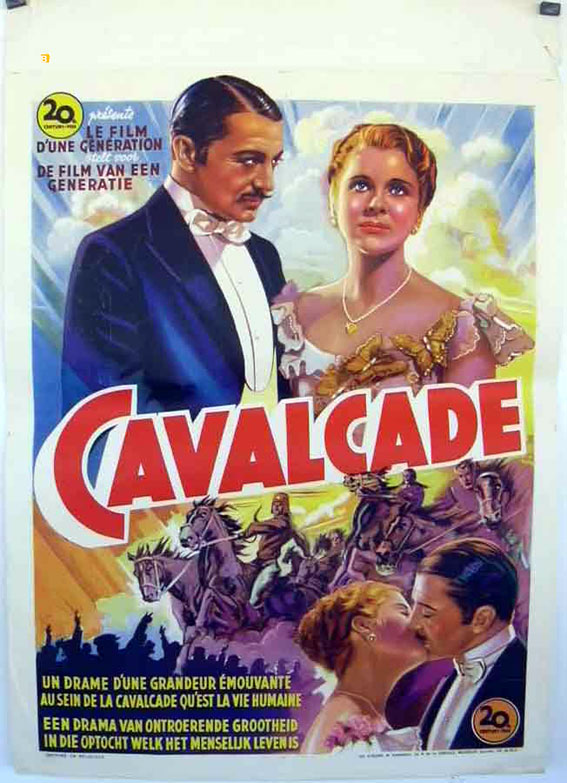 20th
CENTURY-FOX
présente
LE FILM
D'UNE GÉNÉRATION
stelt voor
DE FILM VAN EEN
GENERATIE
CAVALCADE
UN DRAME D'UNE GRANDEUR ÉMOUVANTE
AU SEIN DE LA CAVALCADE QU'EST LA VIE HUMAINE
EEN DRAMA VAN ONTROERENDE GROOTHEID
IN DIE OPTOCHT WELK HET MENSELIJK LEVEN IS
20th
CENTURY-FOX